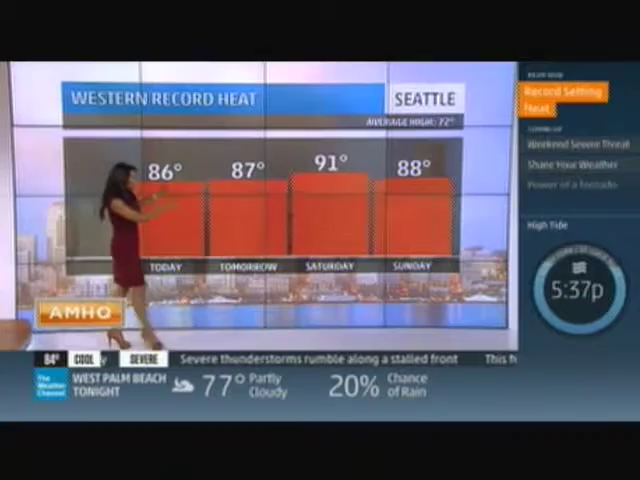 WESTERN RECORD HEAT
SEATTLE
AVERAGE HIGH: 72°
86°
87°
91°
88°
TODAY
TOMORROW
SATURDAY
SUNDAY
AMHQ
Record Setting
Heat
Weekend Severe Threat
Share Your Weather
Power of a Tornado
High Tide
5:37p
84°
COOL
y
SEVERE
Severe thunderstorms rumble along a stalled front
This h
The
Weather
Channel
WEST PALM BEACH
TONIGHT
77°
Partly
Cloudy
20%
Chance
of Rain